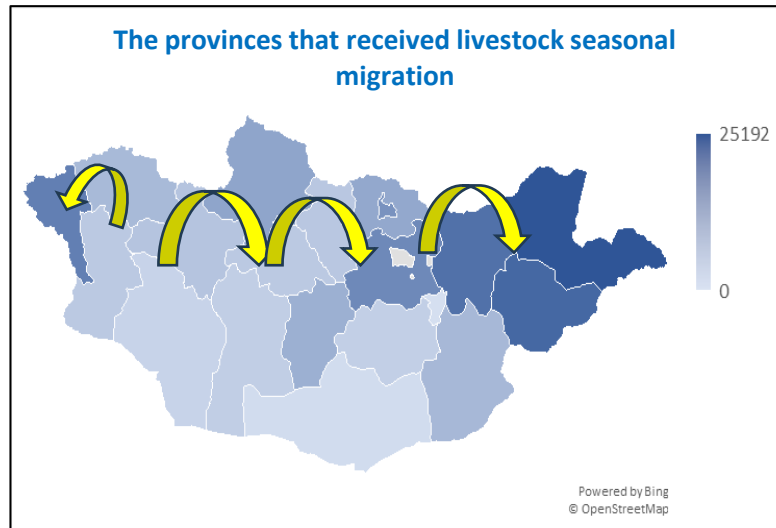 The provinces that received livestock seasonal
migration
25192
0
Powered by Bing
© OpenStreetMap